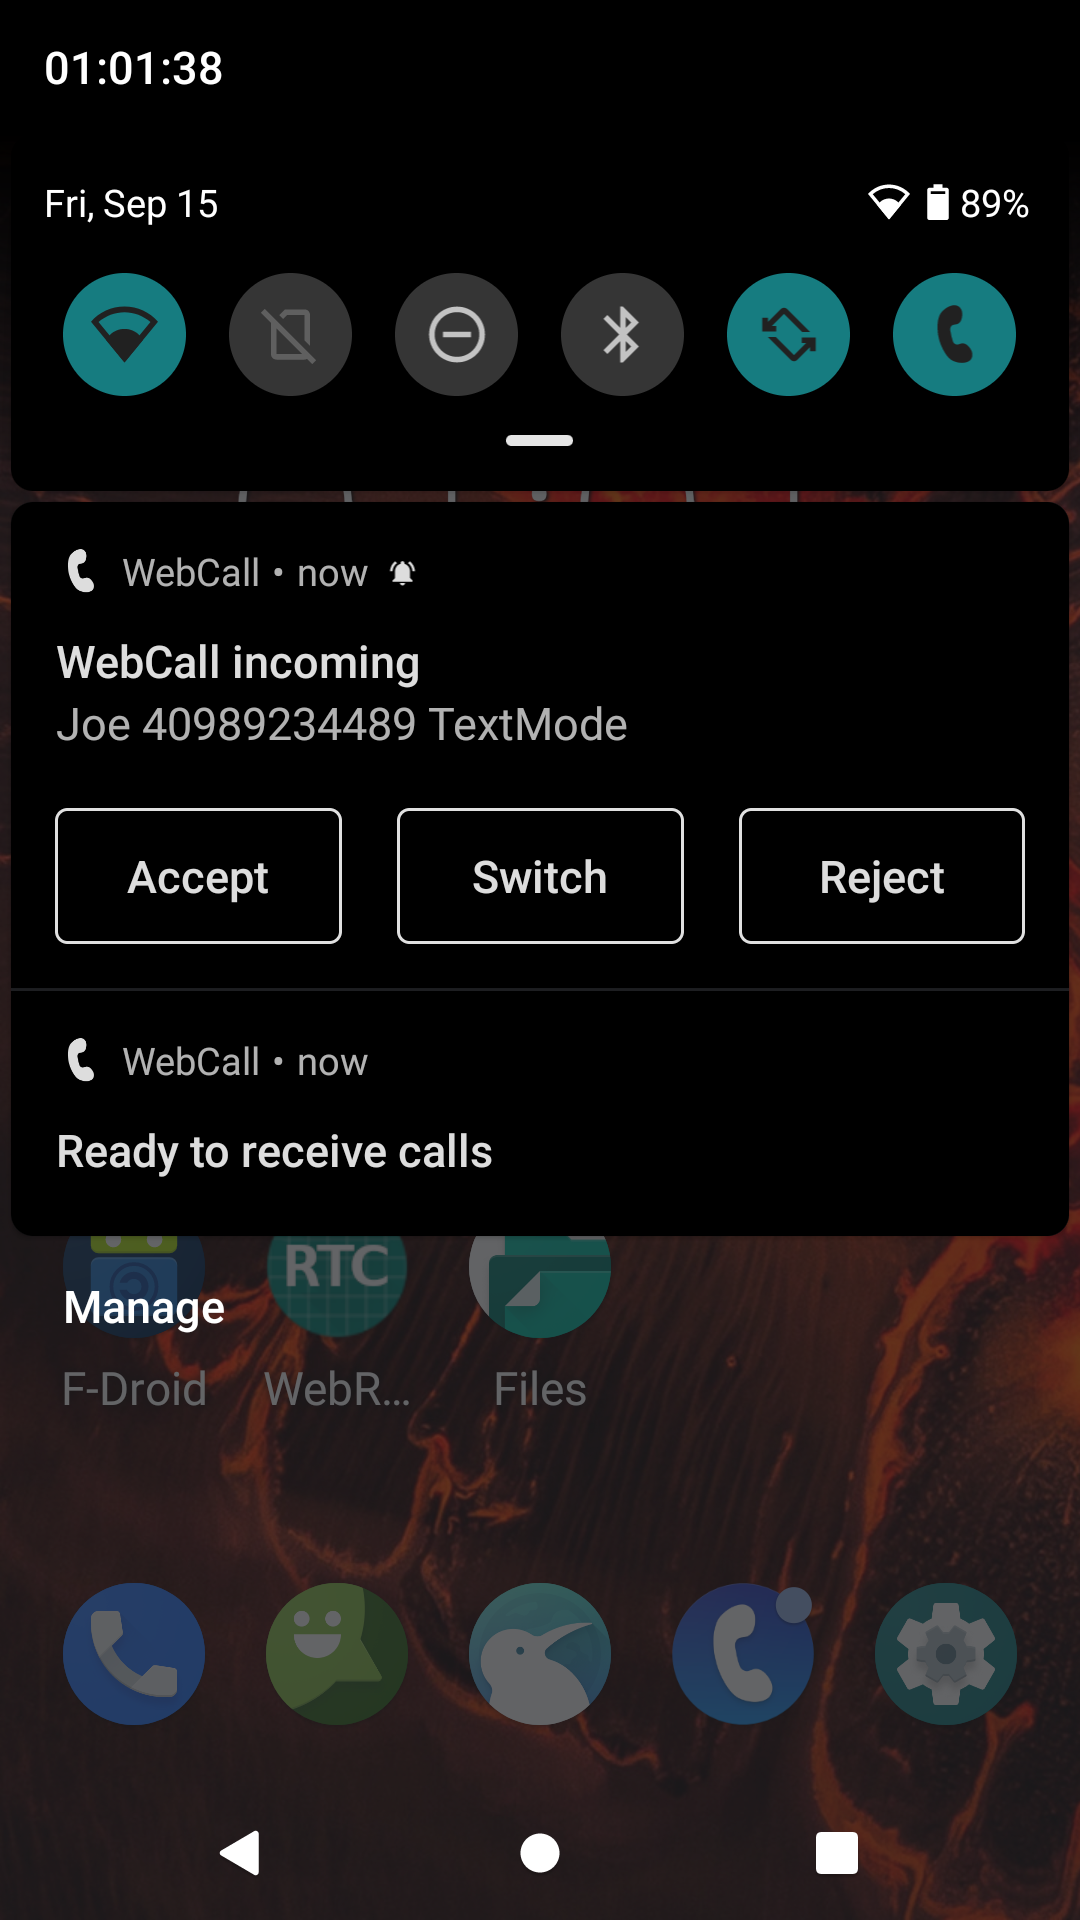 01:01:38
Fri, Sep 15
89%
WebCall • now
WebCall incoming
Joe 40989234489 TextMode
Accept
Switch
Reject
WebCall • now
Ready to receive calls
RTC
Manage
F-Droid
WebR...
Files